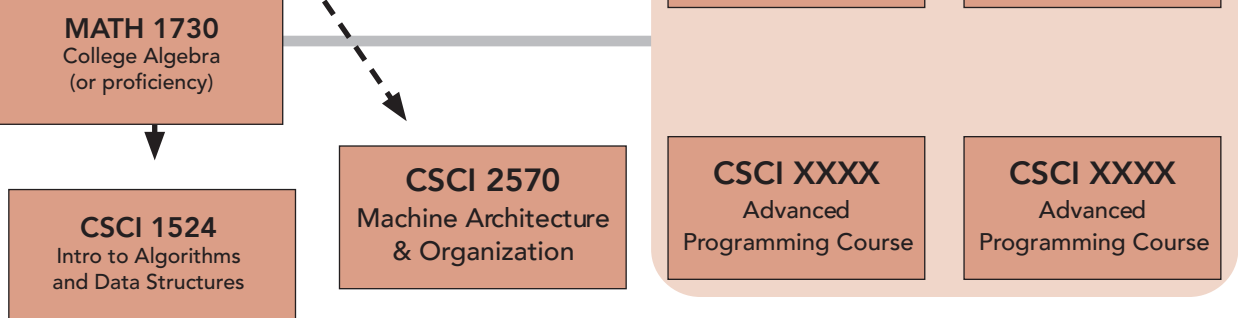 MATH 1730
College Algebra
(or proficiency)
CSCI 1524
Intro to Algorithms
and Data Structures
CSCI 2570
Machine Architecture
& Organization
CSCI XXXX
Advanced
Programming Course
CSCI XXXX
Advanced
Programming Course